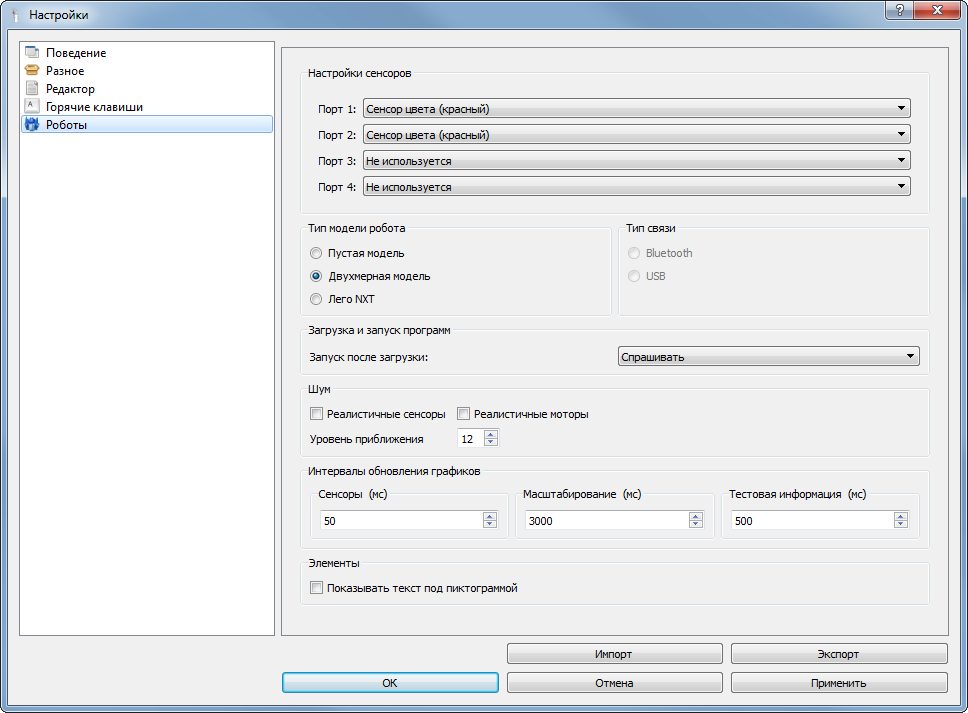 Настройки
?
Поведение
Разное
Редактор
A Горячие клавиши
Роботы
Настройки сенсоров
Порт 1: Сенсор цвета (красный)
Порт 2: Сенсор цвета (красный)
Порт 3: Не используется
Порт 4: Не используется
Тип модели робота
Пустая модель
Двухмерная модель
Лего NXT
Тип связи
Bluetooth
USB
Загрузка и запуск программ
Запуск после загрузки: Спрашивать
Шум
Реалистичные сенсоры Реалистичные моторы
Уровень приближения 12
Интервалы обновления графиков
Сенсоры (мс) Масштабирование (мс) Тестовая информация (мс)
50 3000 500
Элементы
Показывать текст под пиктограммой
Импорт Экспорт
ОК Отмена Применить